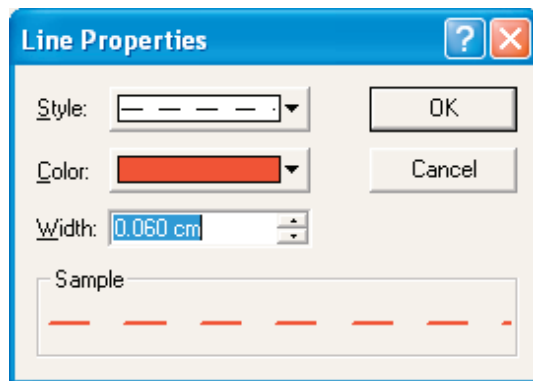 Line Properties
Style:
OK
Color:
Cancel
Width: 0.060 cm
Sample